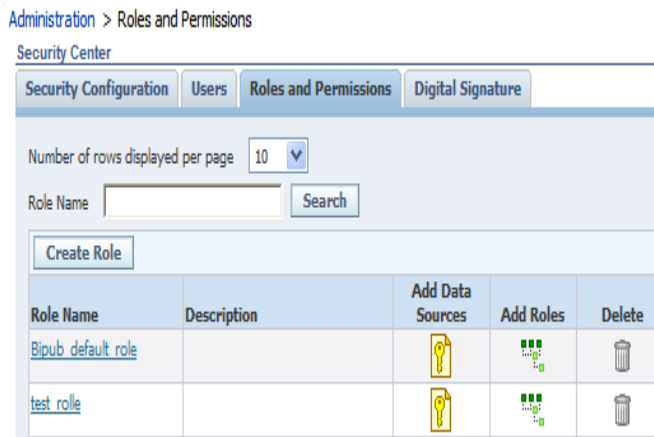 Administration > Roles and Permissions
Security Center
Security Configuration Users Roles and Permissions Digital Signature
Number of rows displayed per page 10
Role Name Search
Create Role
Role Name Description Add Data Sources Add Roles Delete
Bipub_default_role
test_rolle